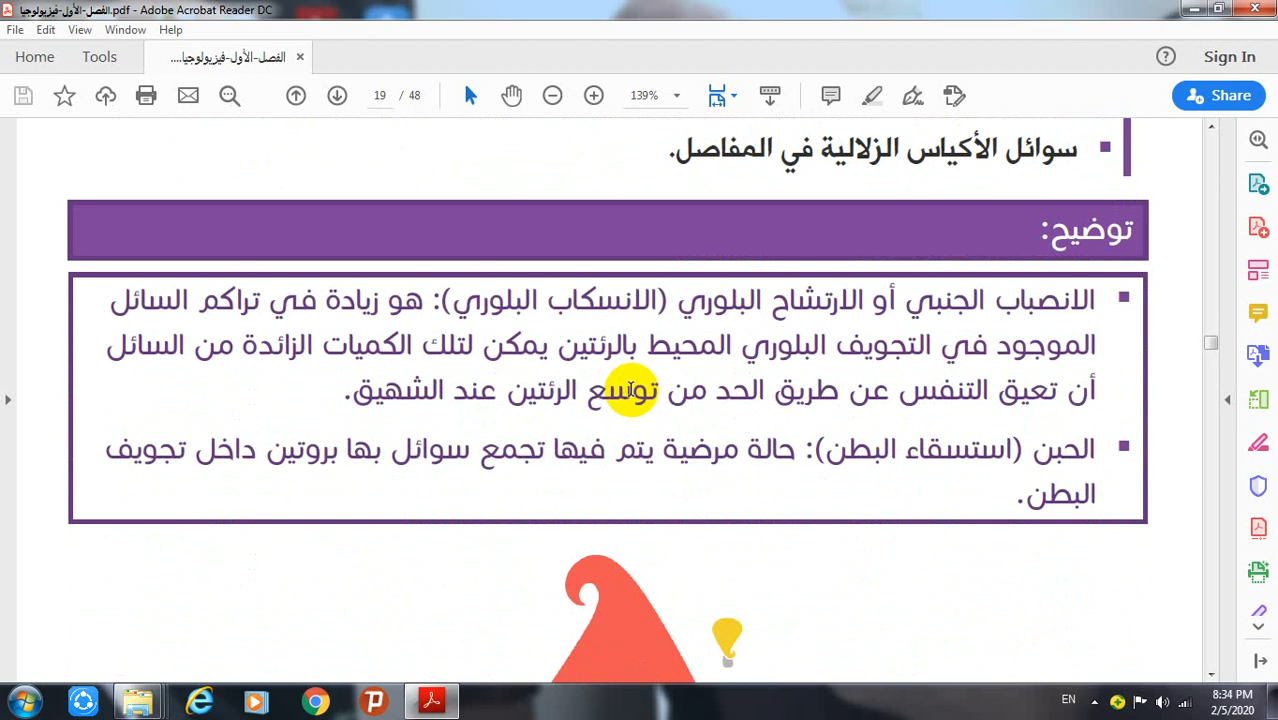 الفصل-الأول-فيزيولوجيا.pdf - Adobe Acrobat Reader DC
File Edit View Window Help
Home Tools الفصل-الأول-فيزيولوجيا.... × ? Sign In
19 / 48 139% Share
سوائل الأكياس الزلالية في المفاصل.
توضيح:
الانصباب الجنبي أو الارتشاح البلوري (الانسكاب البلوري): هو زيادة في تراكم السائل
الموجود في التجويف البلوري المحيط بالرئتين يمكن لتلك الكميات الزائدة من السائل
أن تعيق التنفس عن طريق الحد من توسع الرئتين عند الشهيق.
الحبن (استسقاء البطن): حالة مرضية يتم فيها تجمع سوائل بها بروتين داخل تجويف
البطن.
EN 8:34 PM
2/5/2020